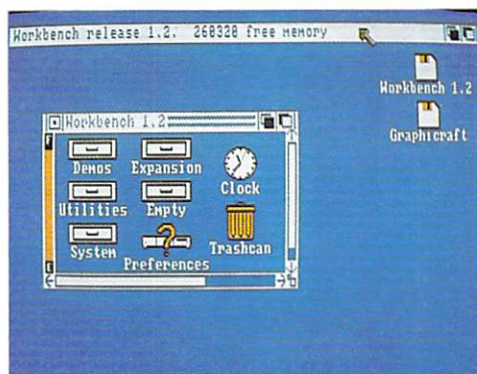 Workbench release 1.2. 260320 free memory
Workbench 1.2
Graphicraft
Workbench 1.2
Demos
Expansion
Clock
Utilities
Empty
System
Preferences
Trashcan